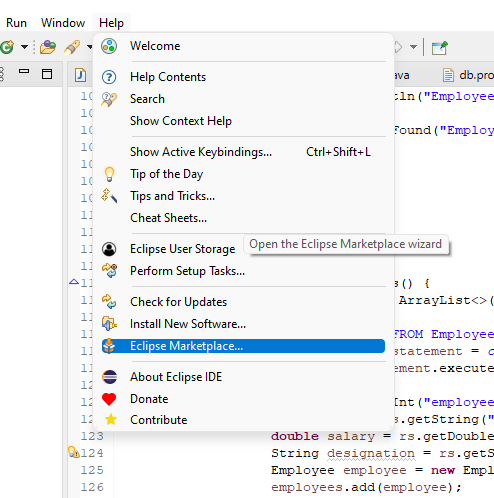 Run Window Help
Welcome
Help Contents
Search
Show Context Help
Show Active Keybindings... Ctrl+Shift+L
Tip of the Day
Tips and Tricks...
Cheat Sheets...
Eclipse User Storage
Open the Eclipse Marketplace wizard
Perform Setup Tasks...
Check for Updates
Install New Software...
Eclipse Marketplace...
About Eclipse IDE
Donate
Contribute
ava
db.pro
ln("Employee
Found("Employ
s() {
ArrayList<>(
FROM Employee
statement = c
ement.execute
Int("employe
s.getString("
123 double salary = rs.getDouble
124 String designation = rs.getS
125 Employee employee = new Empl
126 employees.add(employee);